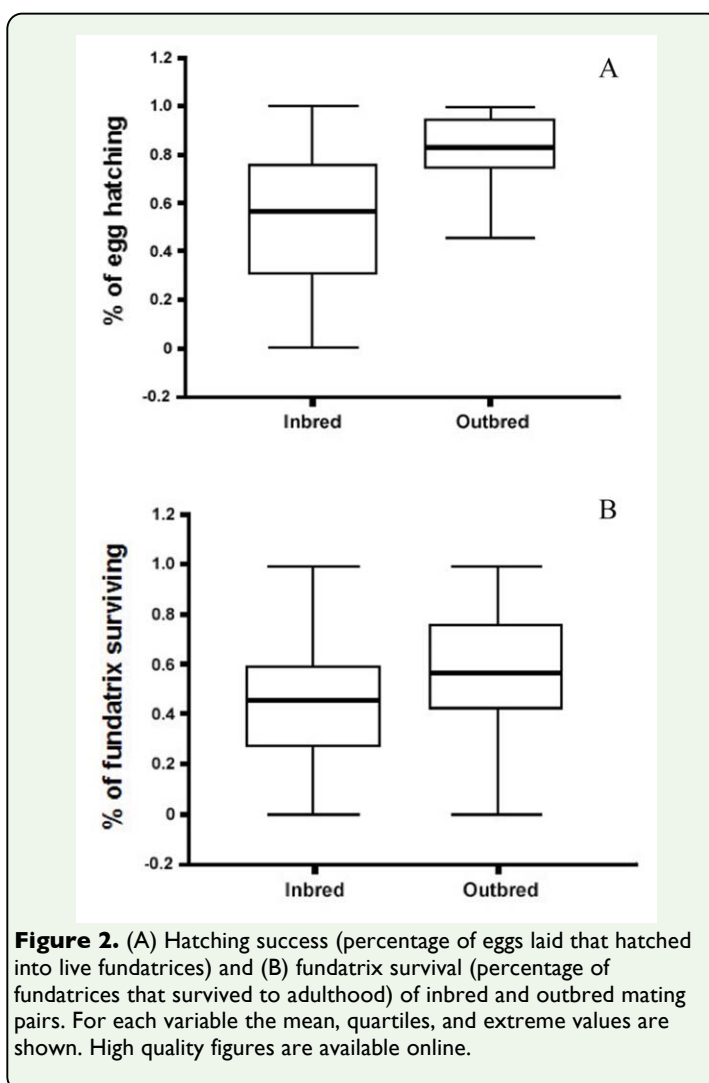 1.2
A
1.0
0.8
0.6
0.4
0.2
0
-0.2
% of egg hatching
Inbred Outbred
1.2
B
1.0
0.8
0.6
0.4
0.2
0
-0.2
% of fundatrix surviving
Inbred Outbred
Figure 2. (A) Hatching success (percentage of eggs laid that hatched
into live fundatrices) and (B) fundatrix survival (percentage of
fundatrices that survived to adulthood) of inbred and outbred mating
pairs. For each variable the mean, quartiles, and extreme values are
shown. High quality figures are available online.